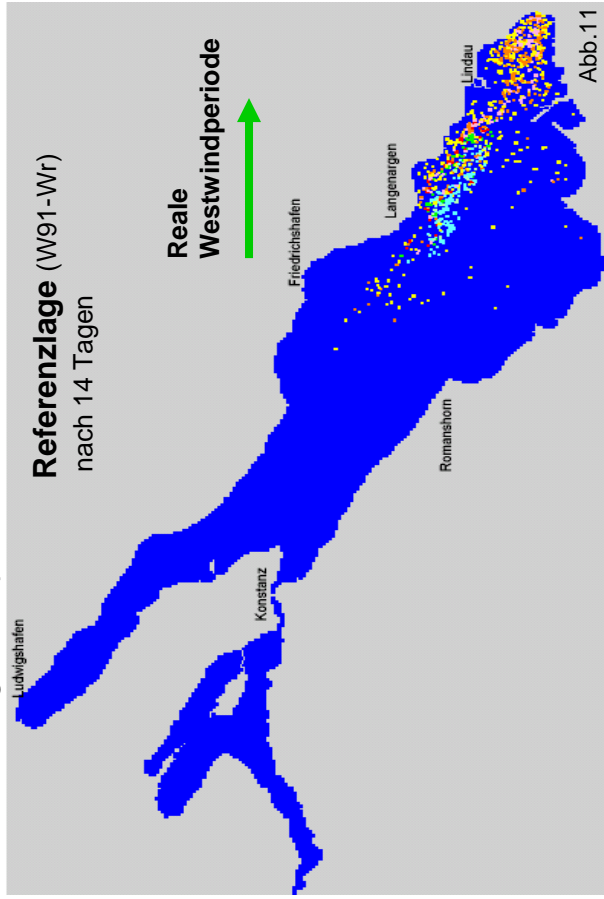 Referenzlage (W91-Wr)
nach 14 Tagen
Reale
Westwindperiode
Ludwigshafen
Friedrichshafen
Langenargen
Lindau
Konstanz
Romanshorn
Abb.11